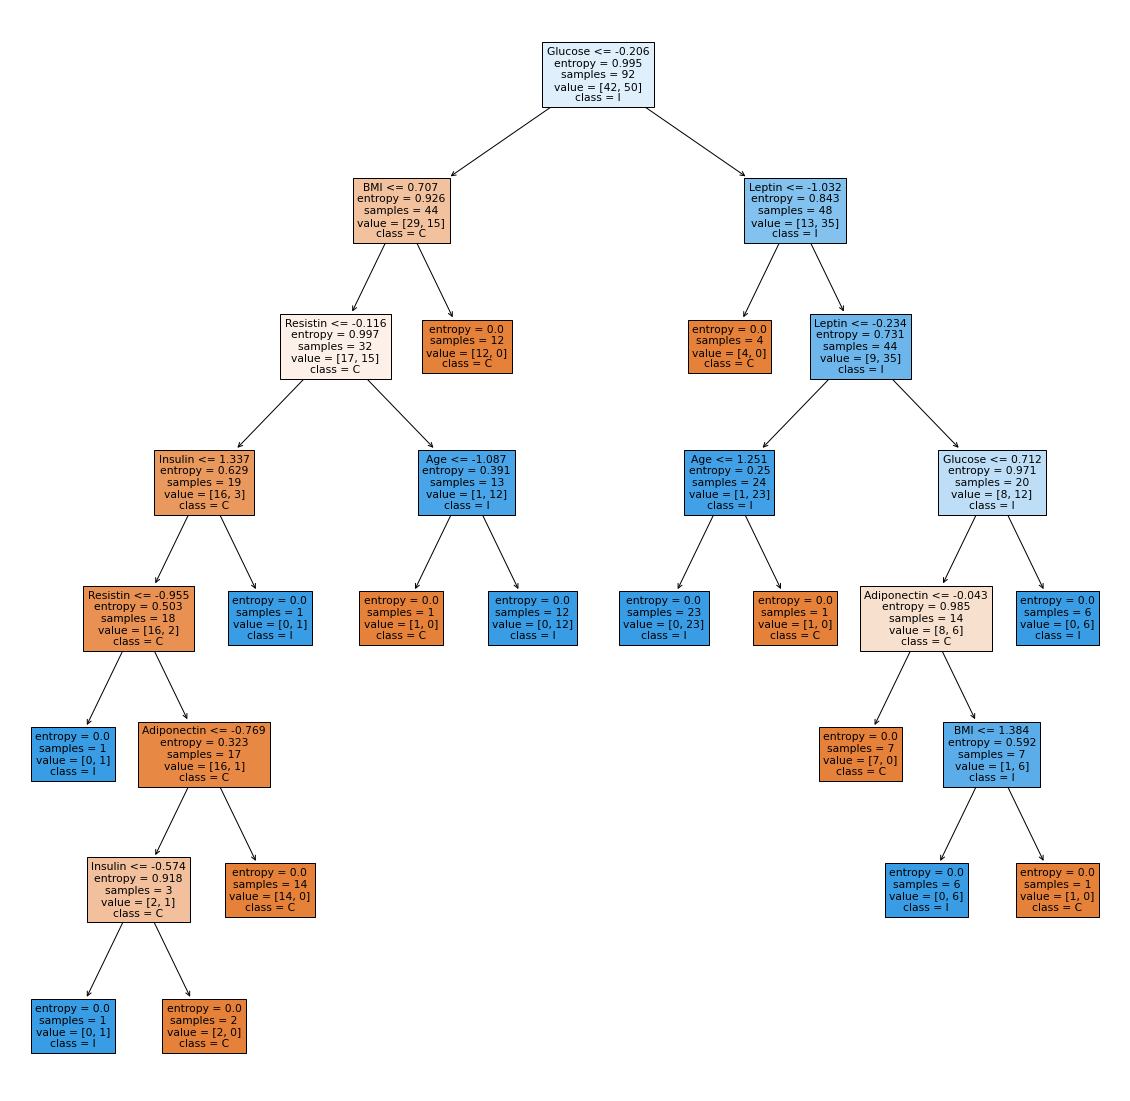 Glucose <= -0.206
entropy = 0.995
samples = 92
value = [42, 50]
class = I
BMI <= 0.707
entropy = 0.926
samples = 44
value = [29, 15]
class = C
Leptin <= -1.032
entropy = 0.843
samples = 48
value = [13, 35]
class = I
Resistin <= -0.116
entropy = 0.997
samples = 32
value = [17, 15]
class = C
entropy = 0.0
samples = 12
value = [12, 0]
class = C
entropy = 0.0
samples = 4
value = [4, 0]
class = C
Leptin <= -0.234
entropy = 0.731
samples = 44
value = [9, 35]
class = I
Insulin <= 1.337
entropy = 0.629
samples = 19
value = [16, 3]
class = C
Age <= -1.087
entropy = 0.391
samples = 13
value = [1, 12]
class = I
Age <= 1.251
entropy = 0.25
samples = 24
value = [1, 23]
class = I
Glucose <= 0.712
entropy = 0.971
samples = 20
value = [8, 12]
class = I
Resistin <= -0.955
entropy = 0.503
samples = 18
value = [16, 2]
class = C
entropy = 0.0
samples = 1
value = [0, 1]
class = I
entropy = 0.0
samples = 1
value = [1, 0]
class = C
entropy = 0.0
samples = 12
value = [0, 12]
class = I
entropy = 0.0
samples = 23
value = [0, 23]
class = I
entropy = 0.0
samples = 1
value = [1, 0]
class = C
Adiponectin <= -0.043
entropy = 0.985
samples = 14
value = [8, 6]
class = C
entropy = 0.0
samples = 6
value = [0, 6]
class = I
entropy = 0.0
samples = 1
value = [0, 1]
class = I
Adiponectin <= -0.769
entropy = 0.323
samples = 17
value = [16, 1]
class = C
entropy = 0.0
samples = 7
value = [7, 0]
class = C
BMI <= 1.384
entropy = 0.592
samples = 7
value = [1, 6]
class = I
Insulin <= -0.574
entropy = 0.918
samples = 3
value = [2, 1]
class = C
entropy = 0.0
samples = 14
value = [14, 0]
class = C
entropy = 0.0
samples = 6
value = [0, 6]
class = I
entropy = 0.0
samples = 1
value = [1, 0]
class = C
entropy = 0.0
samples = 1
value = [0, 1]
class = I
entropy = 0.0
samples = 2
value = [2, 0]
class = C